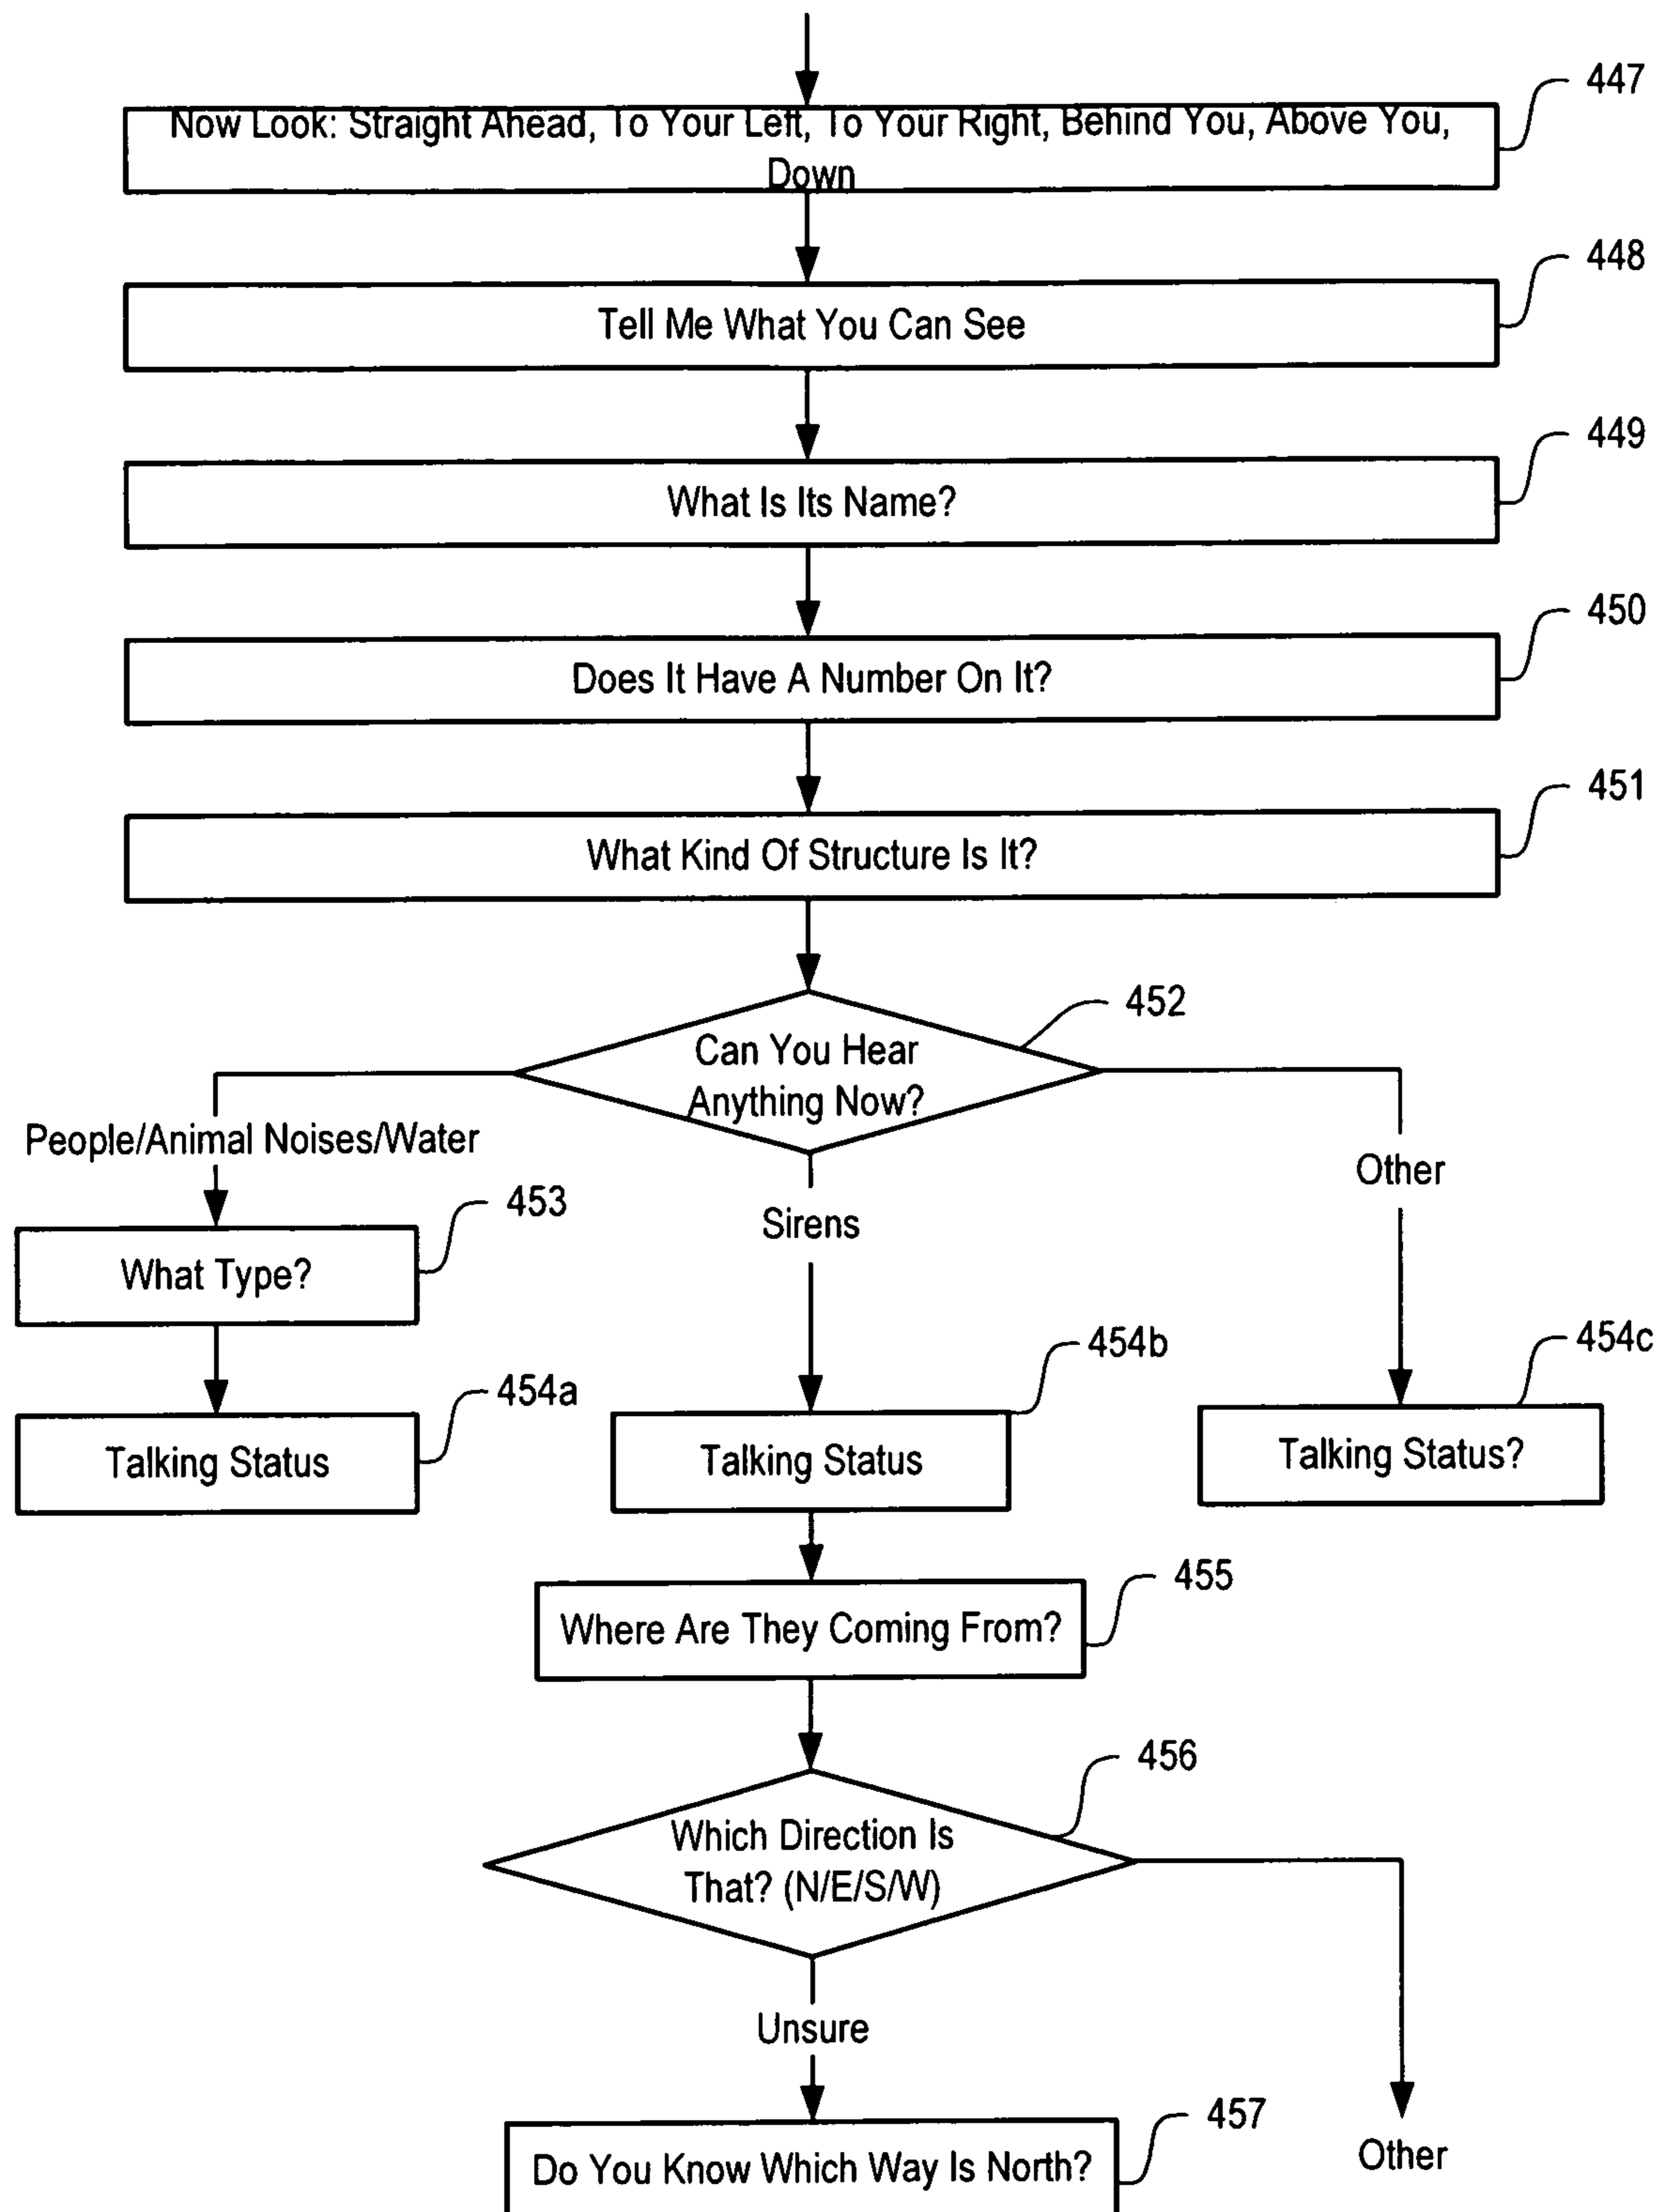 447
Now Look: Straight Ahead, To Your Left, To Your Right, Behind You, Above You,
Down
448
Tell Me What You Can See
449
What Is Its Name?
450
Does It Have A Number On It?
451
What Kind Of Structure Is It?
452
Can You Hear
Anything Now?
People/Animal Noises/Water
Other
453
Sirens
What Type?
454b
454c
454a
Talking Status
Talking Status
Talking Status?
455
Where Are They Coming From?
456
Which Direction Is
That? (N/E/S/W)
Unsure
457
Other
Do You Know Which Way Is North?